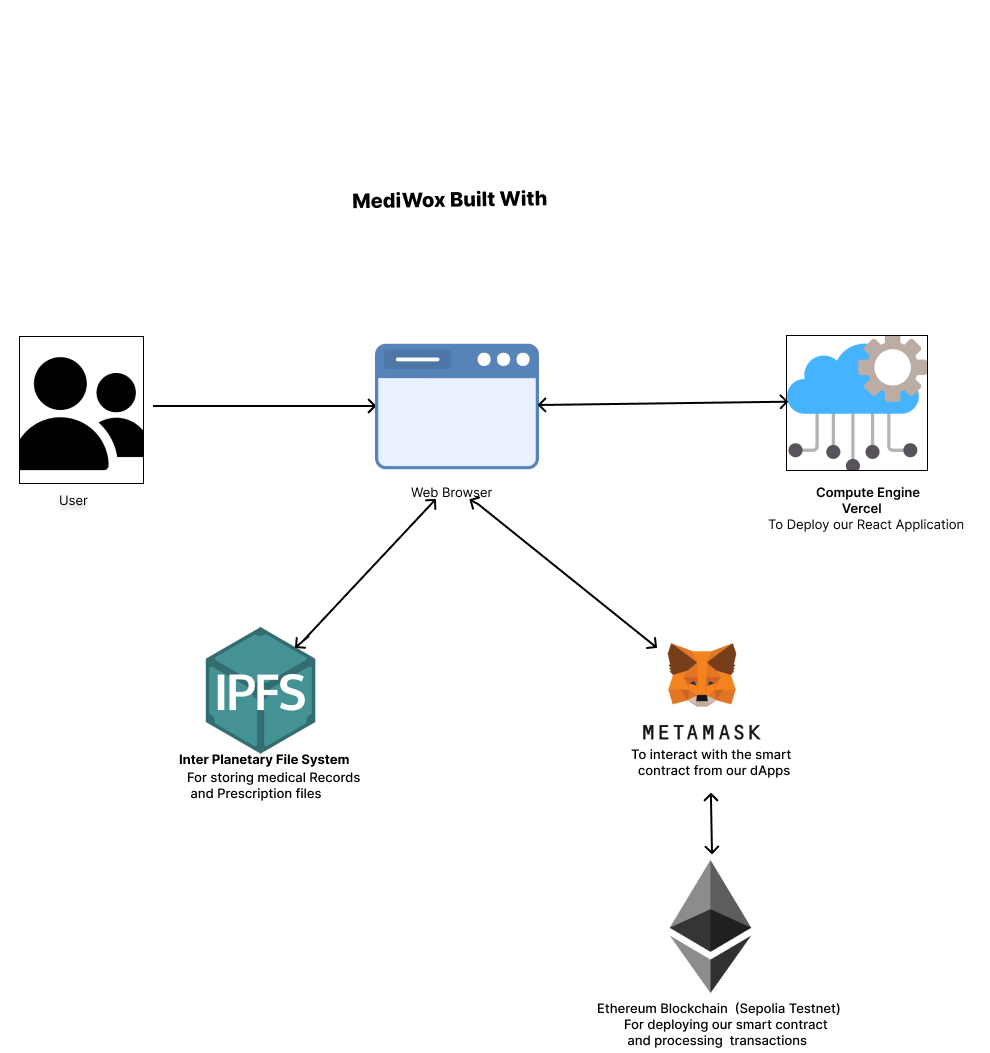 MediWox Built With
User
Web Browser
Compute Engine
Vercel
To Deploy our React Application
IPFS
Inter Planetary File System
For storing medical Records
and Prescription files
METAMASK
To interact with the smart
contract from our dApps
Ethereum Blockchain (Sepolia Testnet)
For deploying our smart contract
and processing transactions